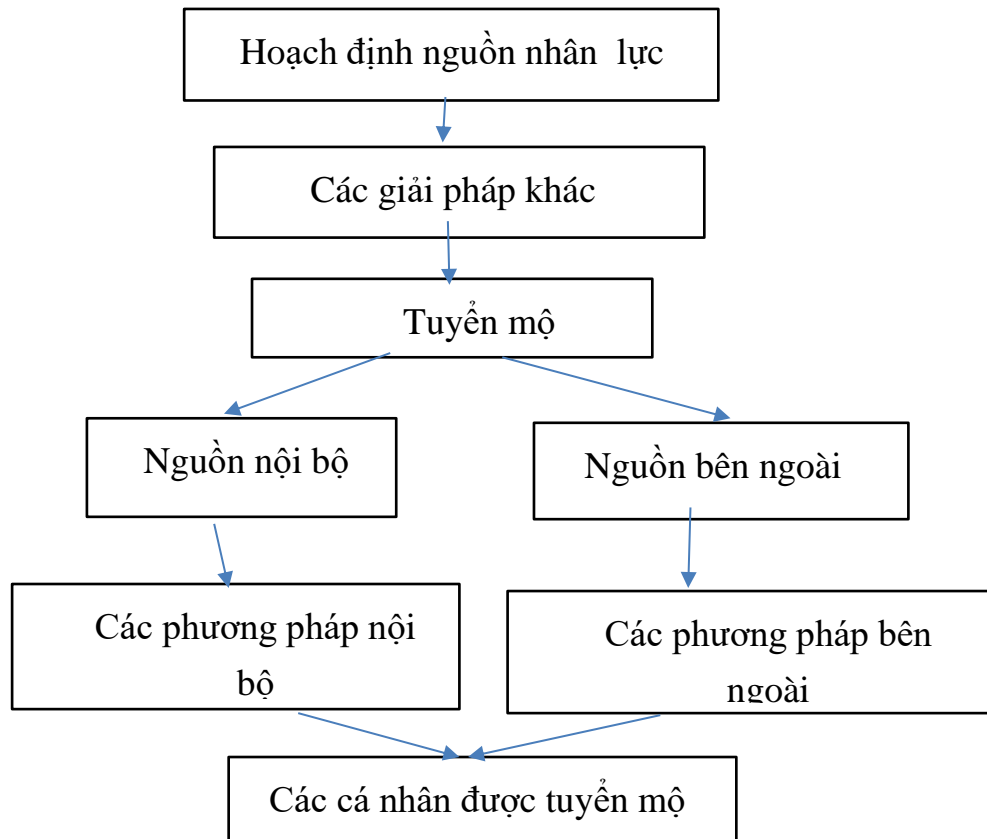 Hoạch định nguồn nhân lực
Các giải pháp khác
Tuyển mộ
Nguồn nội bộ
Nguồn bên ngoài
Các phương pháp nội
bộ
Các phương pháp bên
ngoài
Các cá nhân được tuyển mộ